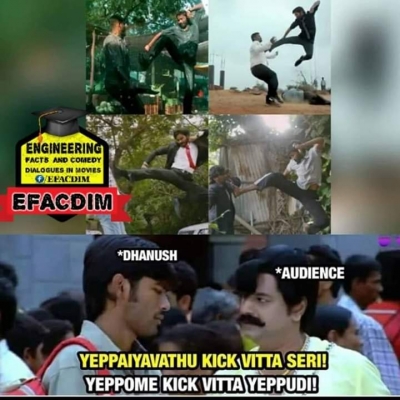 ENGINEERING
FACTS AND COMEDY
DIALOGUES IN MOVIES
f/EFACDIM
EFACDIM
*DHANUSH
*AUDIENCE
YEPPAIYAVATHU KICK VITTA SERI!
YEPPOME KICK VITTA YEPPUDI!